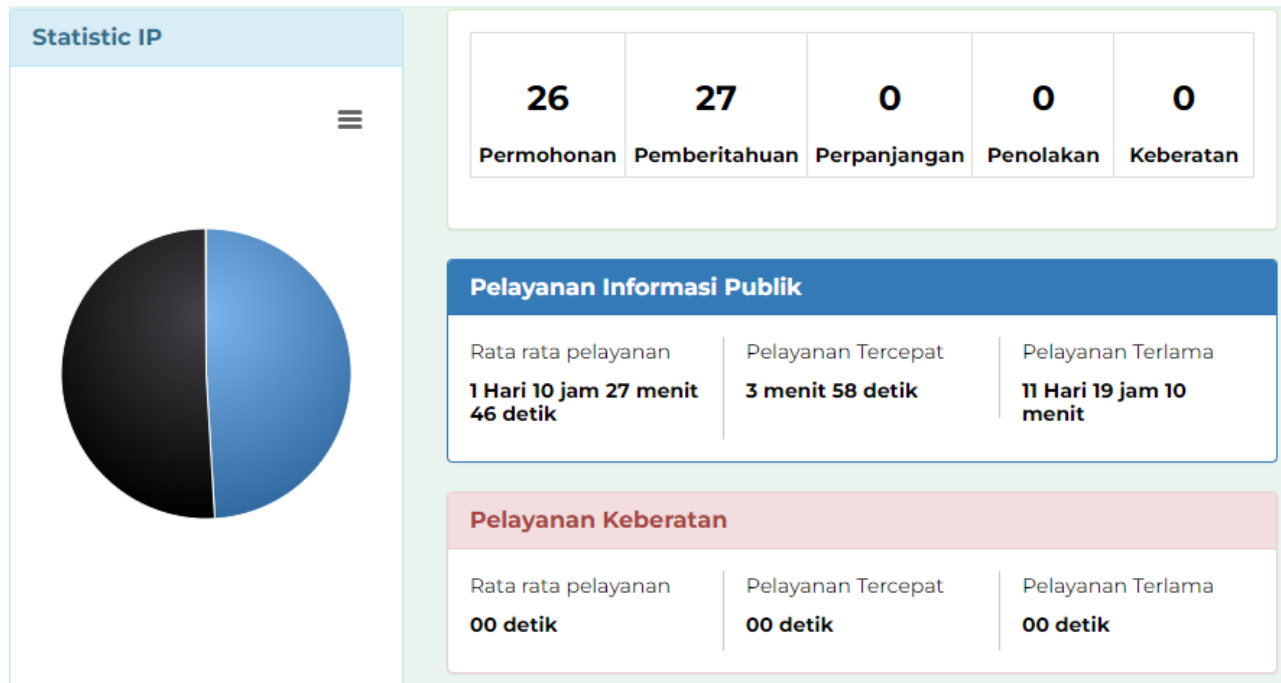 Statistic IP
26
27
0
0
0
Permohonan
Pemberitahuan
Perpanjangan
Penolakan
Keberatan
Pelayanan Informasi Publik
Rata rata pelayanan
1 Hari 10 jam 27 menit
46 detik
Pelayanan Tercepat
3 menit 58 detik
Pelayanan Terlama
11 Hari 19 jam 10
menit
Pelayanan Keberatan
Rata rata pelayanan
00 detik
Pelayanan Tercepat
00 detik
Pelayanan Terlama
00 detik